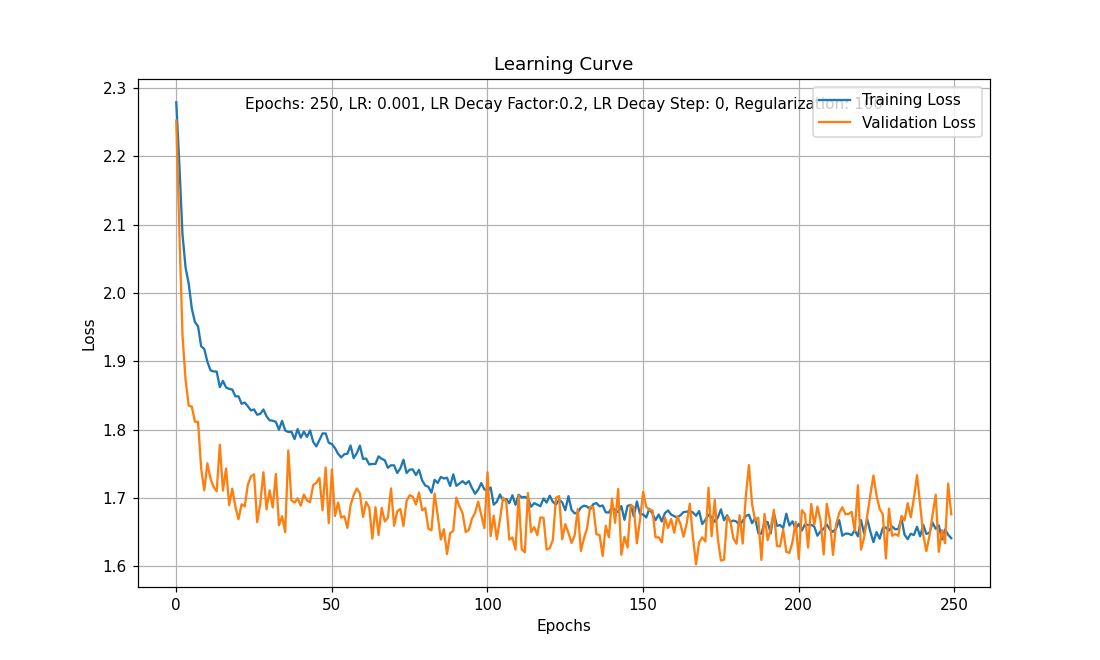 Learning Curve
2.3
Epochs: 250, LR: 0.001, LR Decay Factor:0.2, LR Decay Step: 0, Regularization:
Training Loss
Validation Loss
2.2
2.1
2.0
1.9
1.8
1.7
1.6
Loss
0 50 100 150 200 250
Epochs